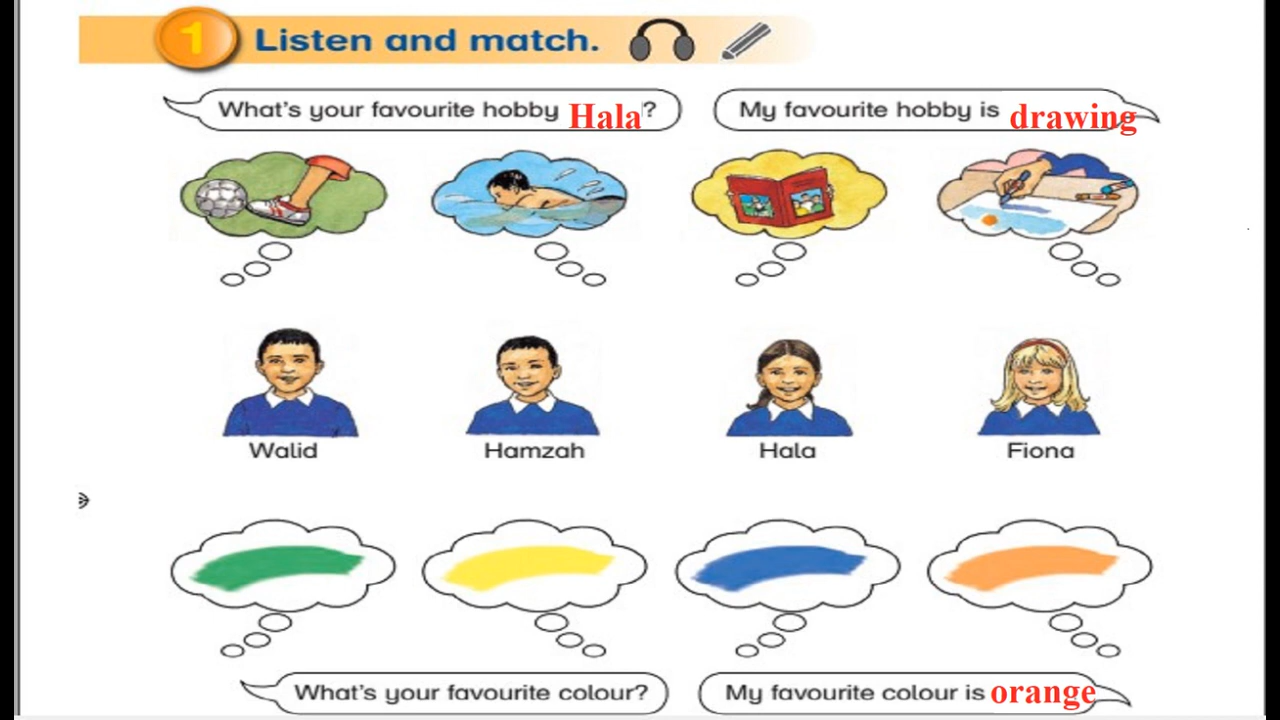 1 Listen and match.
What's your favourite hobby Hala? My favourite hobby is drawing
Walid Hamzah Hala Fiona
What's your favourite colour? My favourite colour is orange